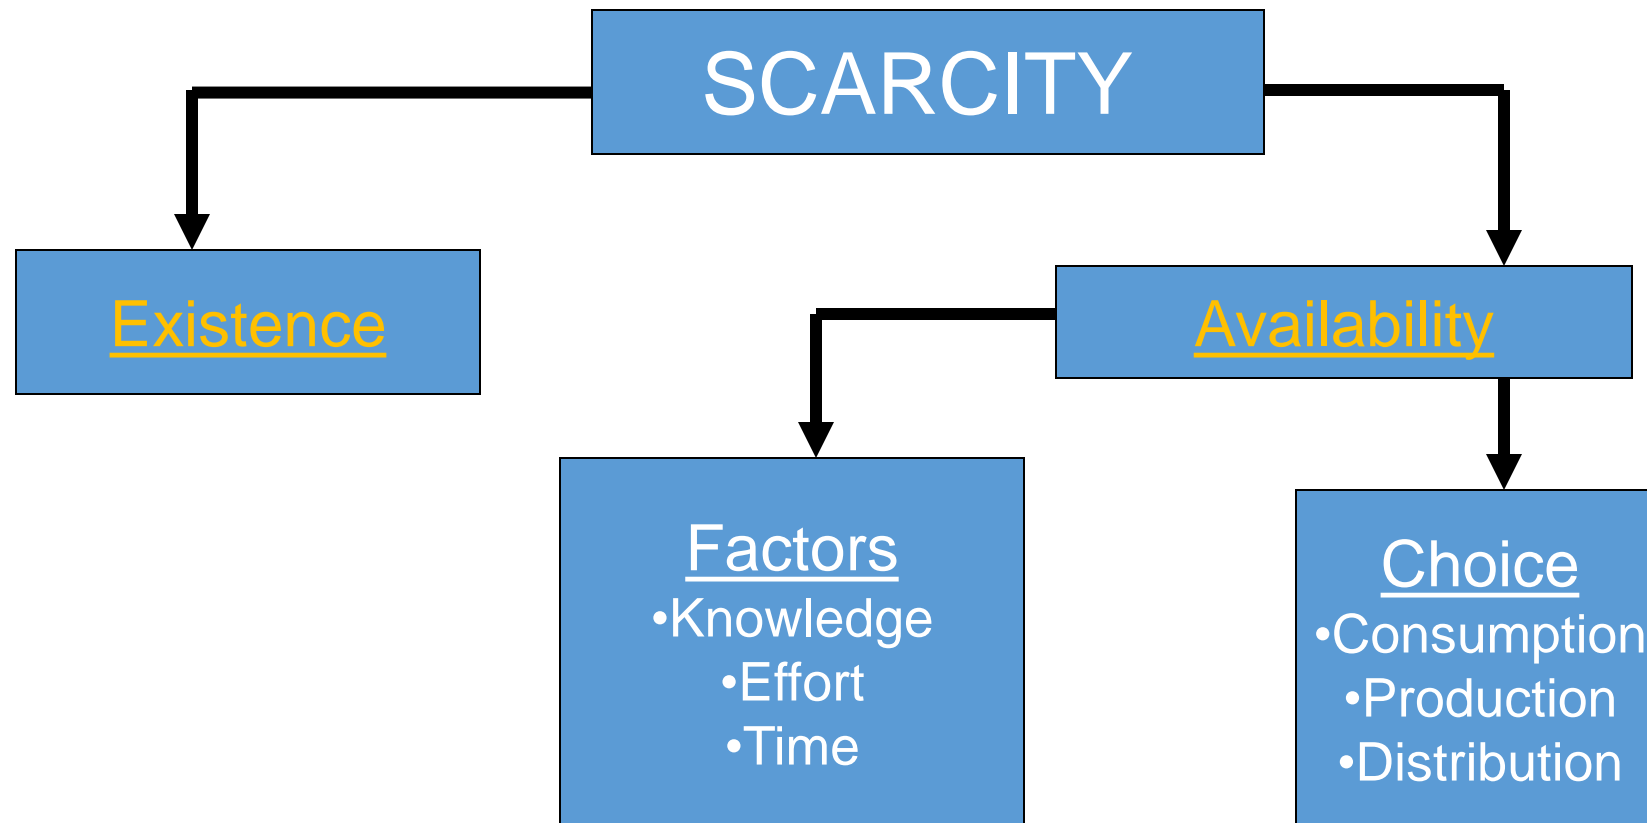 SCARCITY
Existence
Availability
Factors
•Knowledge
•Effort
•Time
Choice
•Consumption
•Production
•Distribution